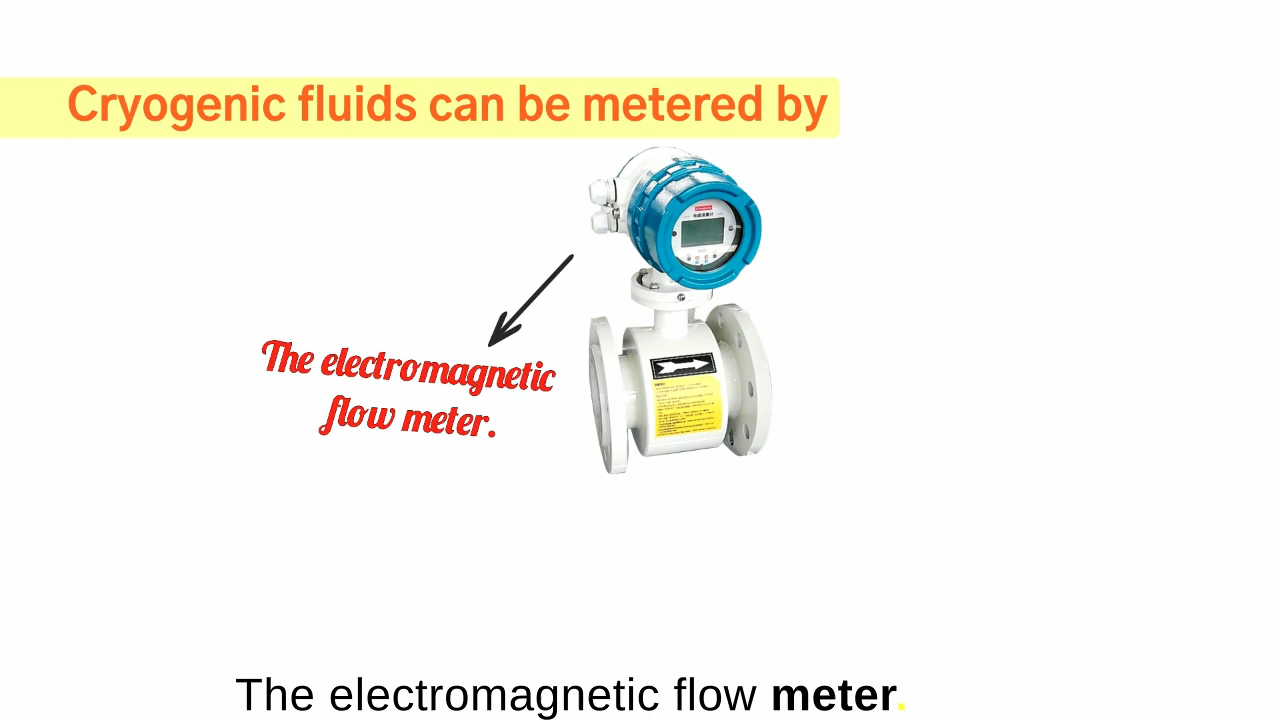 Cryogenic fluids can be metered by
The electromagnetic
flow meter.
The electromagnetic flow meter.